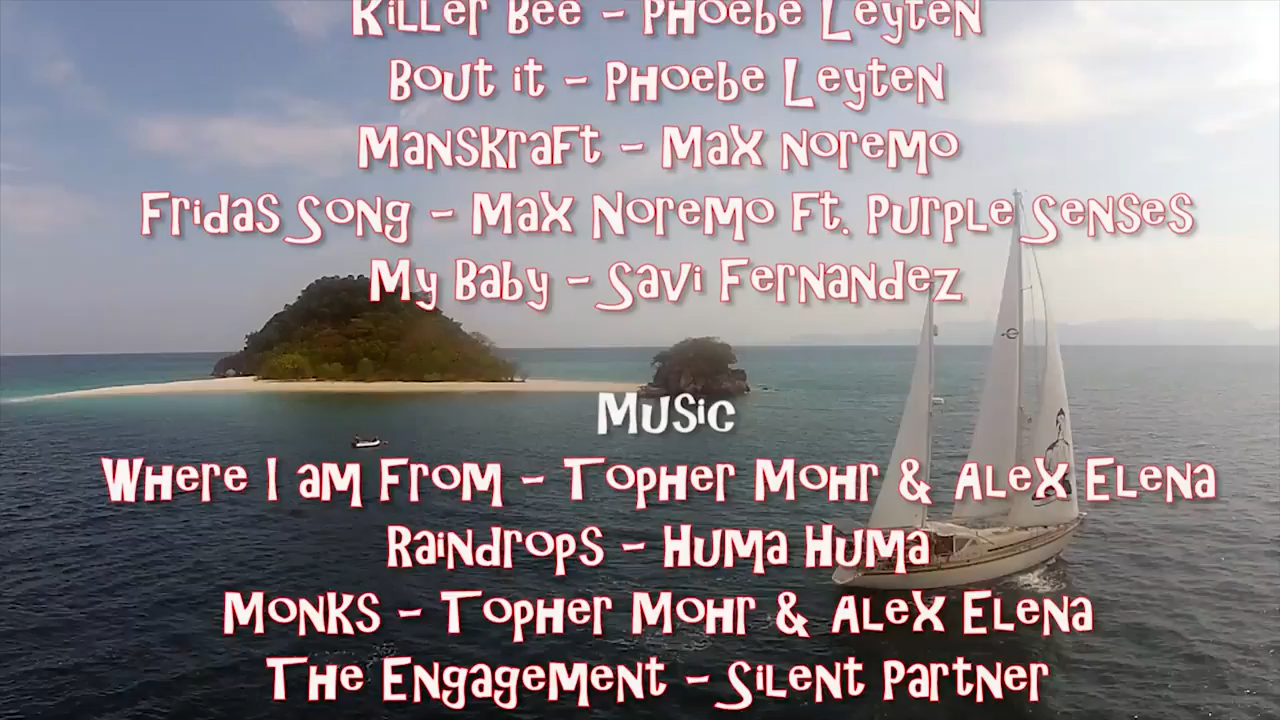 Killer Bee - Phoebe Leyten
Bout it - Phoebe Leyten
Manskraft - Max Noremo
Fridas Song - Max Noremo Ft. Purple Senses
My Baby - Savi Fernandez
Music
Where I am From - Topher Mohr & Alex Elena
Raindrops - Huma Huma
Monks - Topher Mohr & Alex Elena
The Engagement - Silent Partner